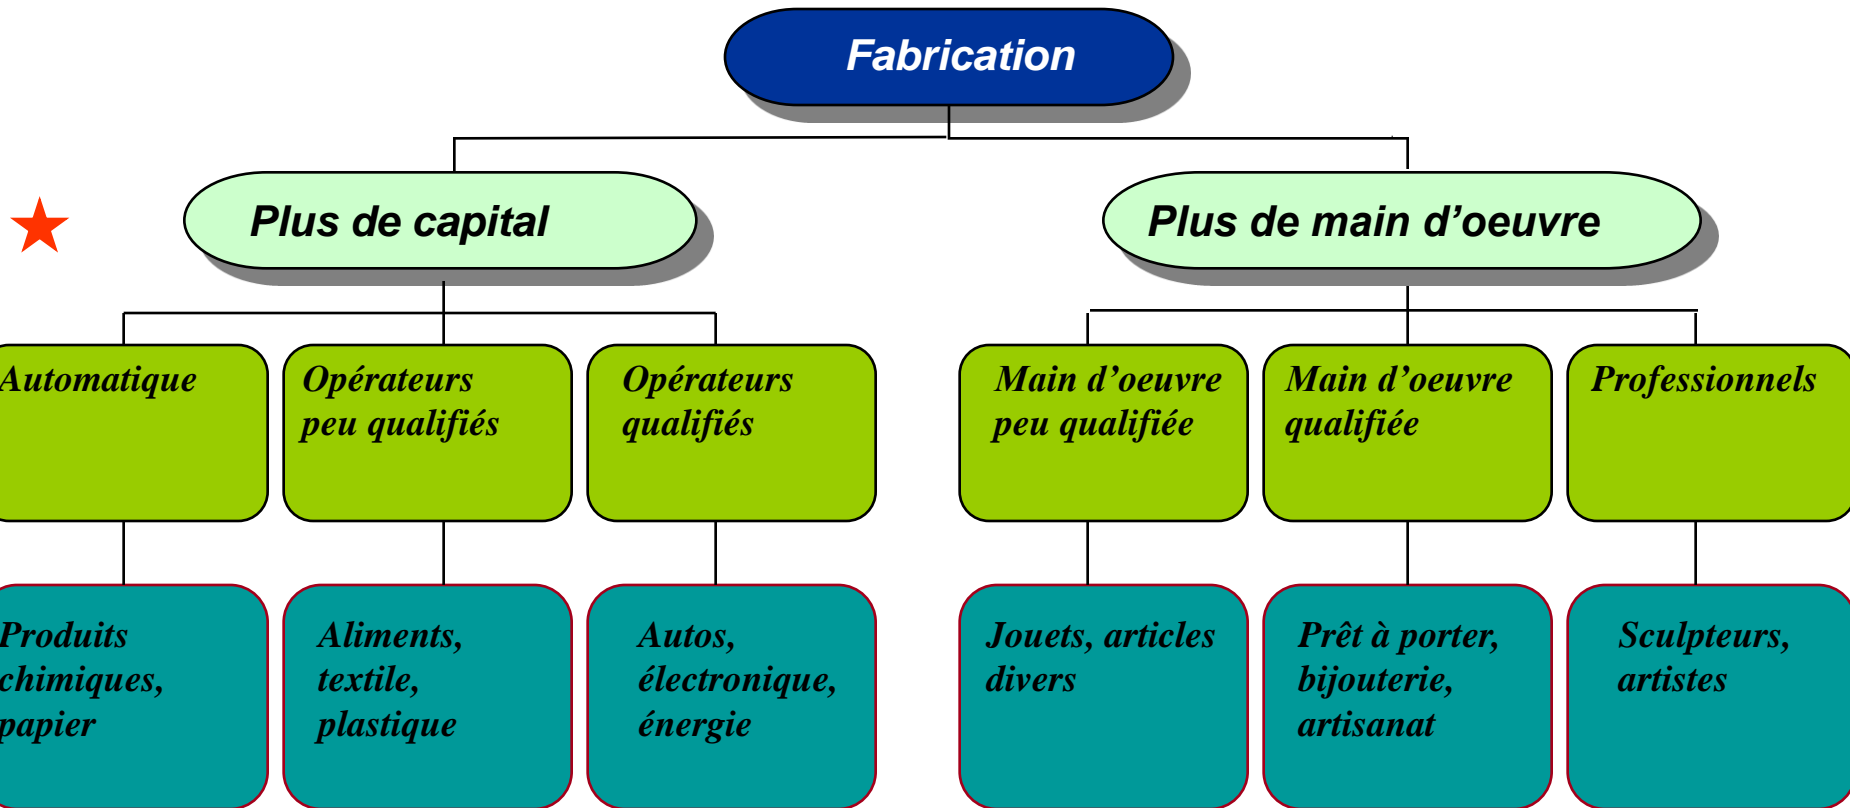 Fabrication
Plus de capital
Plus de main d’oeuvre
Automatique
Opérateurs
peu qualifiés
Opérateurs
qualifiés
Main d’oeuvre
peu qualifiée
Main d’oeuvre
qualifiée
Professionnels
Produits
chimiques,
papier
Aliments,
textile,
plastique
Autos,
électronique,
énergie
Jouets, articles
divers
Prêt à porter,
bijouterie,
artisanat
Sculpteurs,
artistes